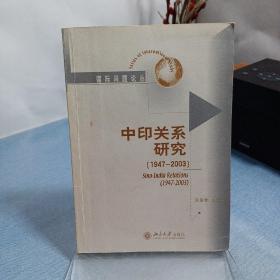 国际问题论丛
中印关系
研究
(1947-2003)
Sino-India Relations
(1947-2003)
北京大学出版社